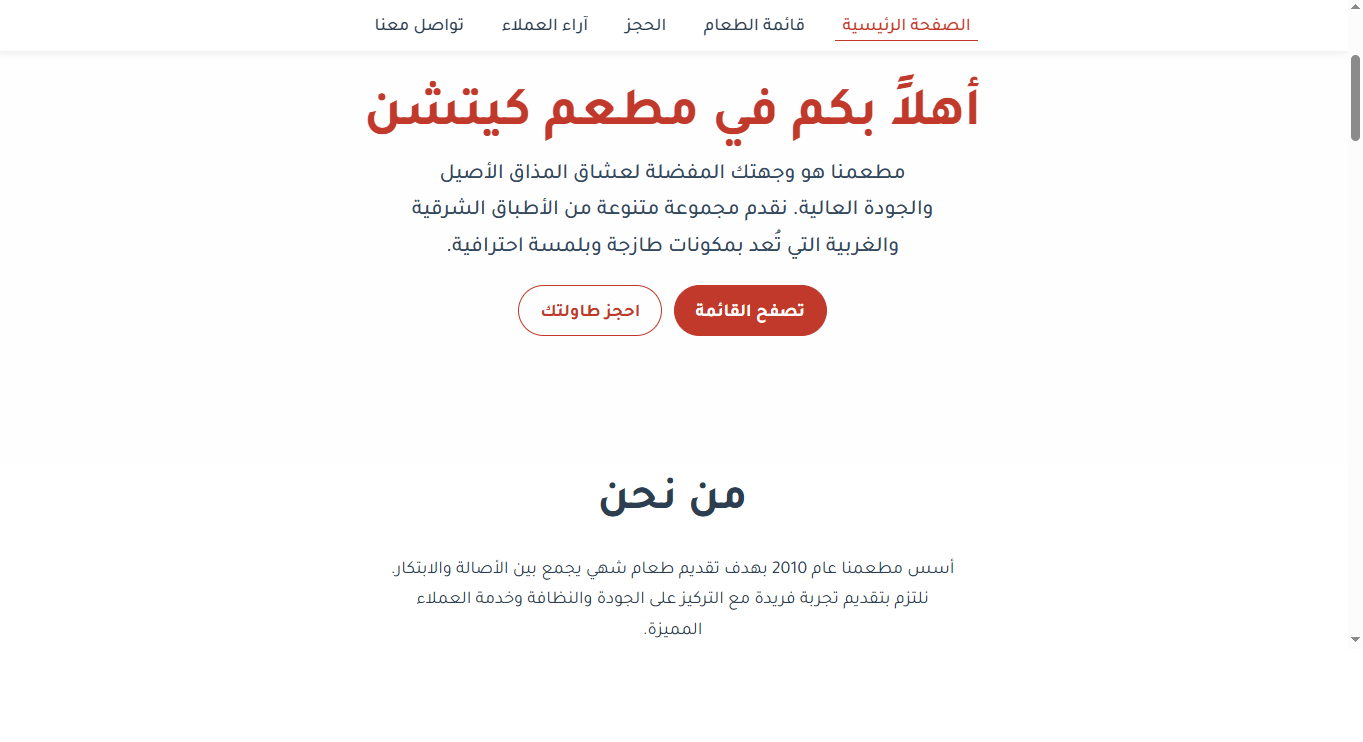 الصفحة الرئيسية
قائمة الطعام
الحجز
آراء العملاء
تواصل معنا
أهلاً بكم في مطعم كيتشن
مطعمنا هو وجهتك المفضلة لعشاق المذاق الأصيل
والجودة العالية. نقدم مجموعة متنوعة من الأطباق الشرقية
والغربية التي تُعد بمكونات طازجة وبلمسة احترافية.
تصفح القائمة
احجز طاولتك
من نحن
أسس مطعمنا عام 2010 بهدف تقديم طعام شهي يجمع بين الأصالة والابتكار.
نلتزم بتقديم تجربة فريدة مع التركيز على الجودة والنظافة وخدمة العملاء
المميزة.